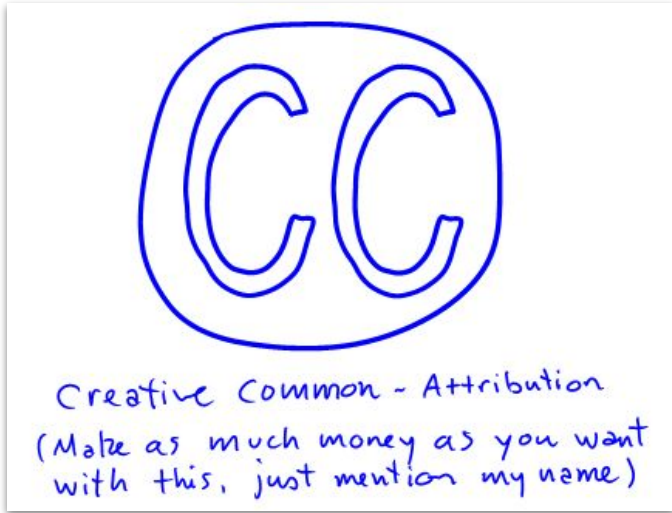 CC
Creative Common - Attribution
(Make as much money as you want
with this, just mention my name)